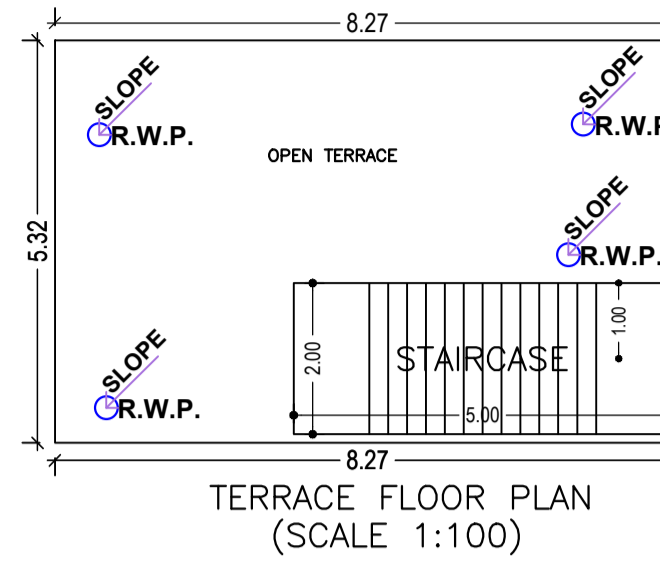 8.27
SLOPE
SLOPE
R.W.P.
R.W.P
OPEN TERRACE
SLOPE
5.32
R.W.P.
1.00
SLOPE
2.00
STAIRCASE
R.W.P.
5.00
8.27
TERRACE FLOOR PLAN
(SCALE 1:100)